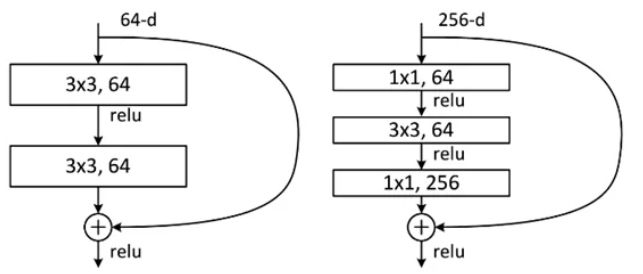 64-d
3x3, 64
relu
3x3, 64
+
relu
256-d
1x1, 64
relu
3x3, 64
relu
1x1, 256
+
relu